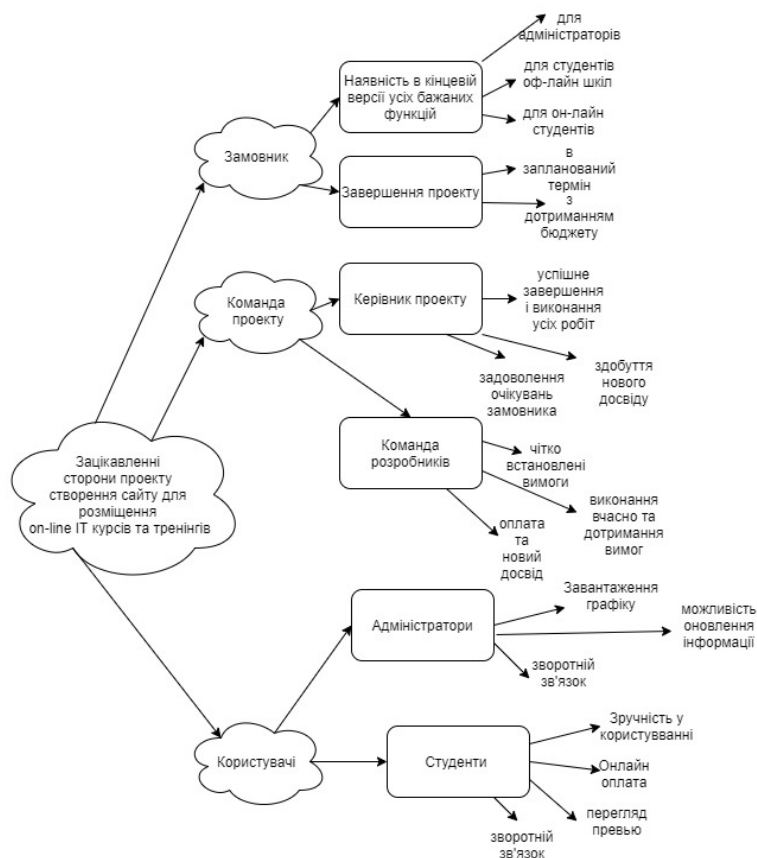 для
адміністраторів
Наявність в кінцевій
версії усіх бажаних
функцій
для студентів
оф-лайн шкіл
для он-лайн
студентів
Замовник
Завершення проекту
в
запланований
термін
з
дотриманням
бюджету
Команда
проекту
Керівник проекту
успішне
завершення
і виконання
усіх робіт
задоволення
очікувань
замовника
здобуття
нового
досвіду
Зацікавленні
сторони проекту
створення сайту для
розміщення
on-line IT курсів та тренінгів
Команда
розробників
чітко
встановлені
вимоги
виконання
вчасно та
дотримання
вимог
оплата
та
новий
досвід
Адміністратори
Завантаження
графіку
можливість
оновлення
інформації
зворотній
зв'язок
Користувачі
Студенти
Зручність у
користувванні
Онлайн
оплата
перегляд
превью
зворотній
зв'язок